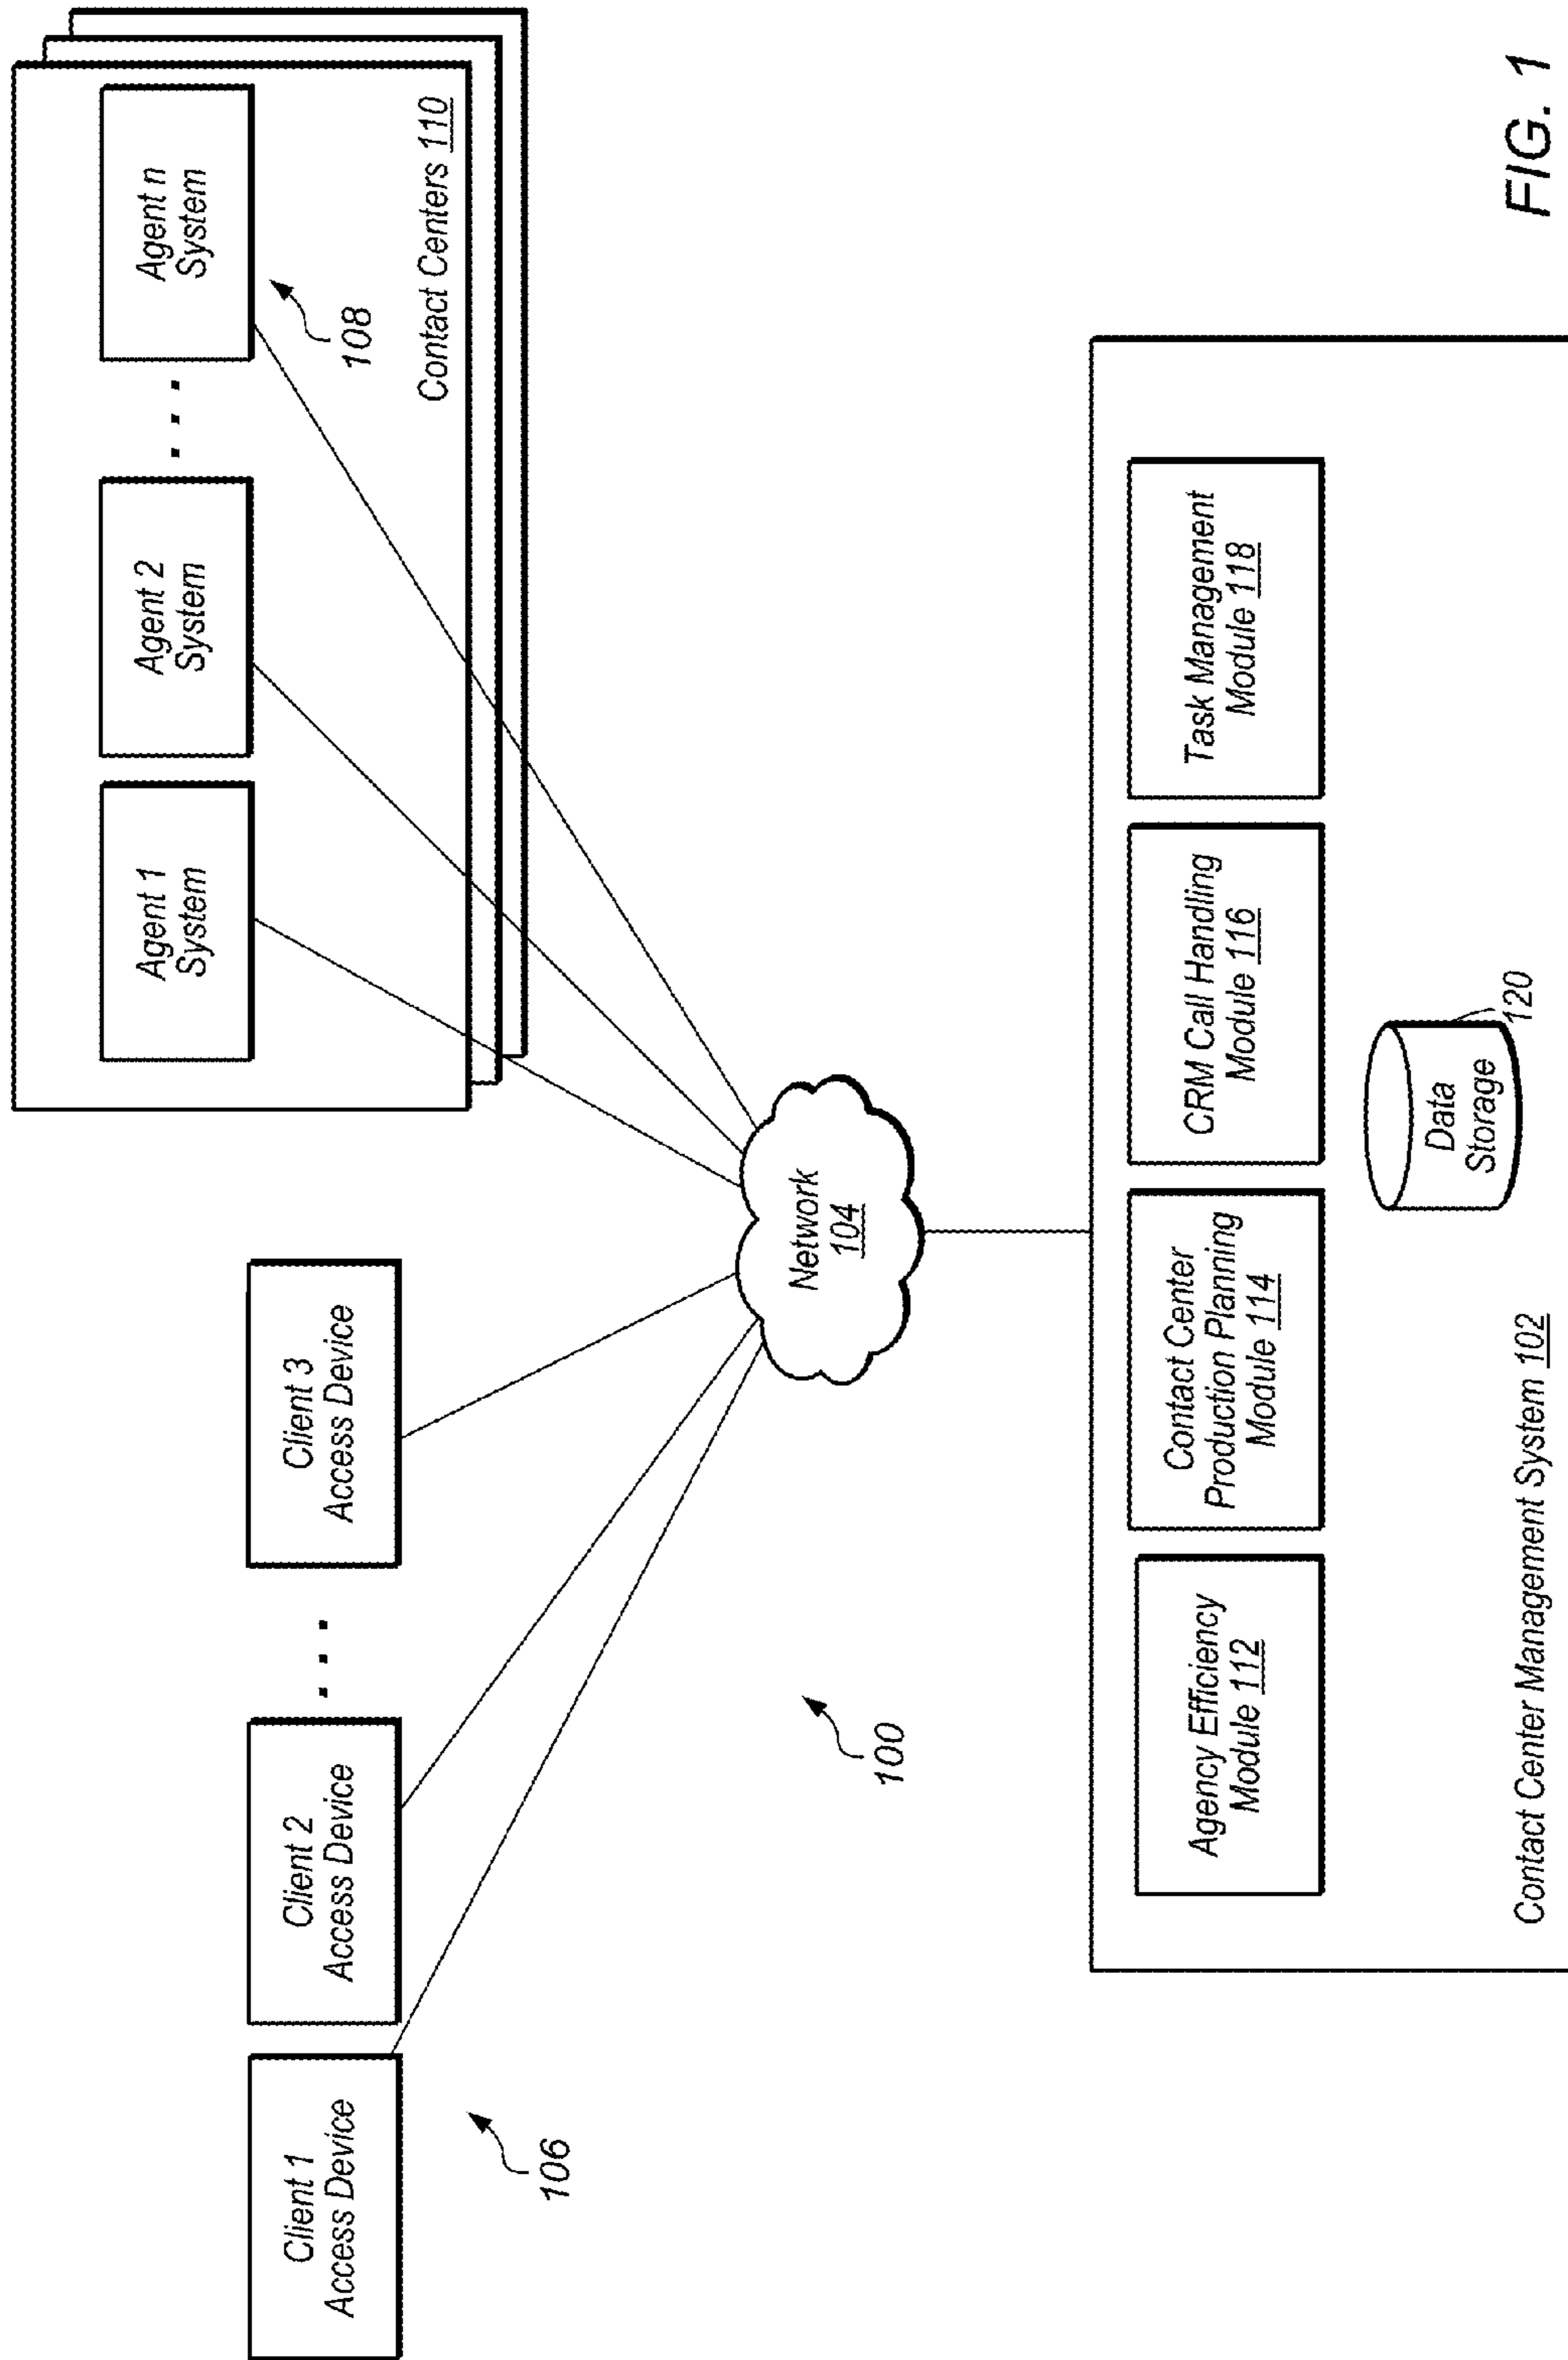 Client 1
Access Device
Client 2
Access Device
. . .
Client 3
Access Device
106
Agent 1
System
Agent 2
System
. . .
Agent n
System
108
Contact Centers 110
Network
104
100
Agency Efficiency
Module 112
Contact Center
Production Planning
Module 114
CRM Call Handling
Module 116
Task Management
Module 118
Data
Storage
120
Contact Center Management System 102
FIG. 1